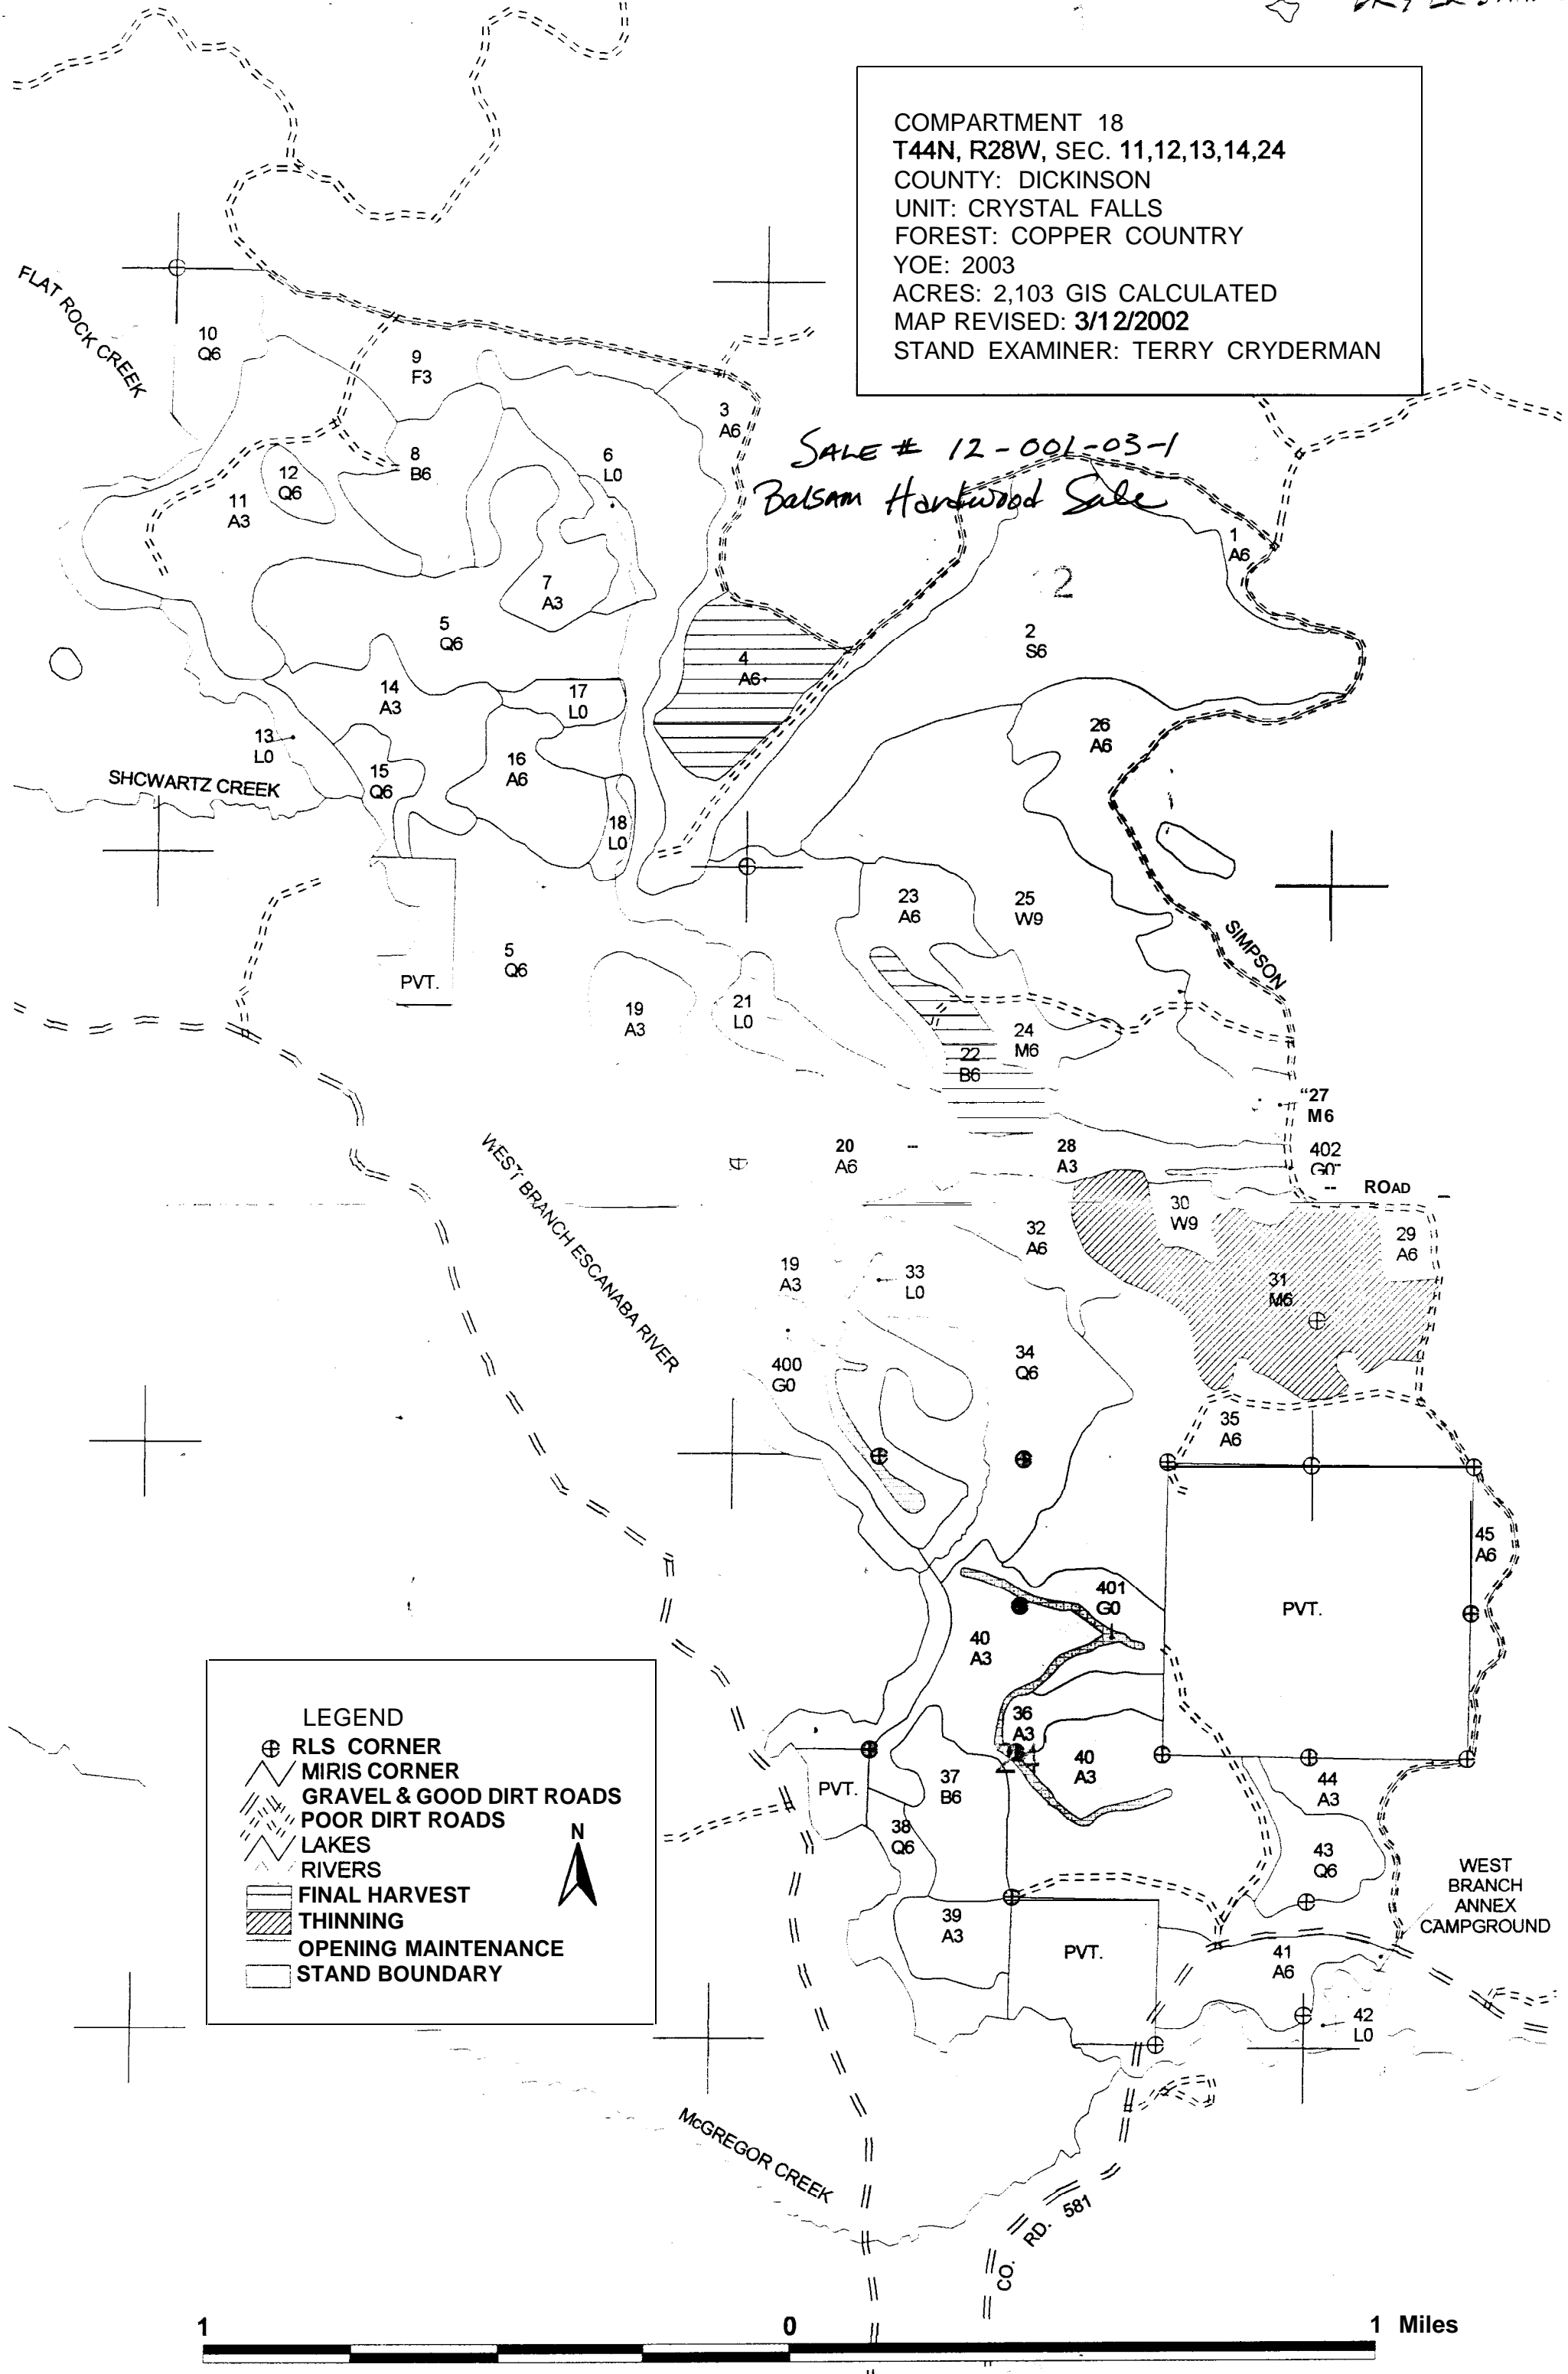 COMPARTMENT 18
T44N, R28W, SEC. 11,12,13,14,24
COUNTY: DICKINSON
UNIT: CRYSTAL FALLS
FOREST: COPPER COUNTRY
YOE: 2003
ACRES: 2,103 GIS CALCULATED
MAP REVISED: 3/12/2002
STAND EXAMINER: TERRY CRYDERMAN
FLAT ROCK CREEK
10
Q6
9
F3
3
A6
SALE # 12-001-03-1
Balsam Hardwood Sale
8
B6
6
L0
12
Q6
11
A3
1
A6
7
A3
12
5
Q6
2
S6
4
A6
14
A3
17
L0
13
L0
26
A6
16
A6
15
Q6
SHCWARTZ CREEK
18
L0
23
A6
25
W9
SIMPSON
5
Q6
PVT.
19
A3
21
L0
24
M6
22
B6
"27
M6
WEST BRANCH ESCANABA RIVER
20
A6
28
A3
402
G0
ROAD
30
W9
32
A6
29
A6
19
A3
33
L0
31
M6
34
Q6
400
G0
35
A6
45
A6
401
G0
PVT.
40
A3
36
A3
40
A3
37
B6
PVT.
44
A3
38
Q6
43
Q6
WEST
BRANCH
ANNEX
CAMPGROUND
39
A3
PVT.
41
A6
42
L0
LEGEND
RLS CORNER
MIRIS CORNER
GRAVEL & GOOD DIRT ROADS
POOR DIRT ROADS
LAKES
RIVERS
FINAL HARVEST
THINNING
OPENING MAINTENANCE
STAND BOUNDARY
N
McGREGOR CREEK
CO. RD. 581
1 0 1 Miles